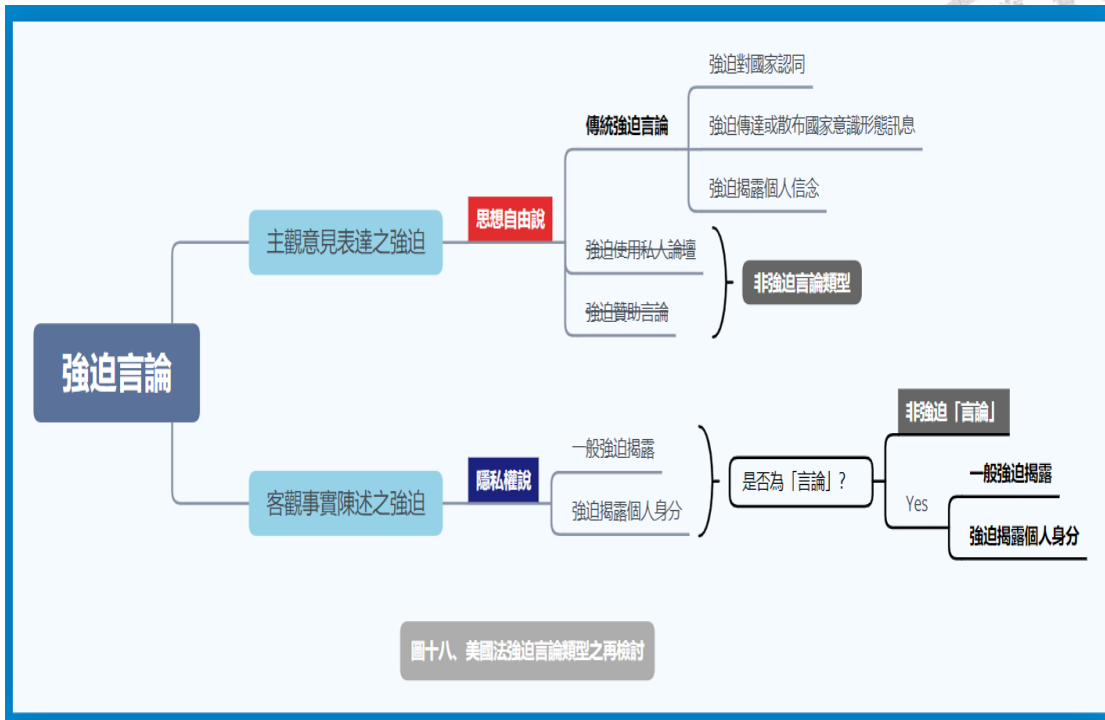 強迫言論
主觀意見表達之強迫
思想自由說
傳統強迫言論
強迫對國家認同
強迫傳達或散布國家意識形態訊息
強迫揭露個人信念
強迫使用私人論壇
強迫贊助言論
非強迫言論類型
客觀事實陳述之強迫
隱私權說
一般強迫揭露
強迫揭露個人身分
是否為「言論」?
非強迫「言論」
Yes
一般強迫揭露
強迫揭露個人身分
圖十八、美國法強迫言論類型之再檢討